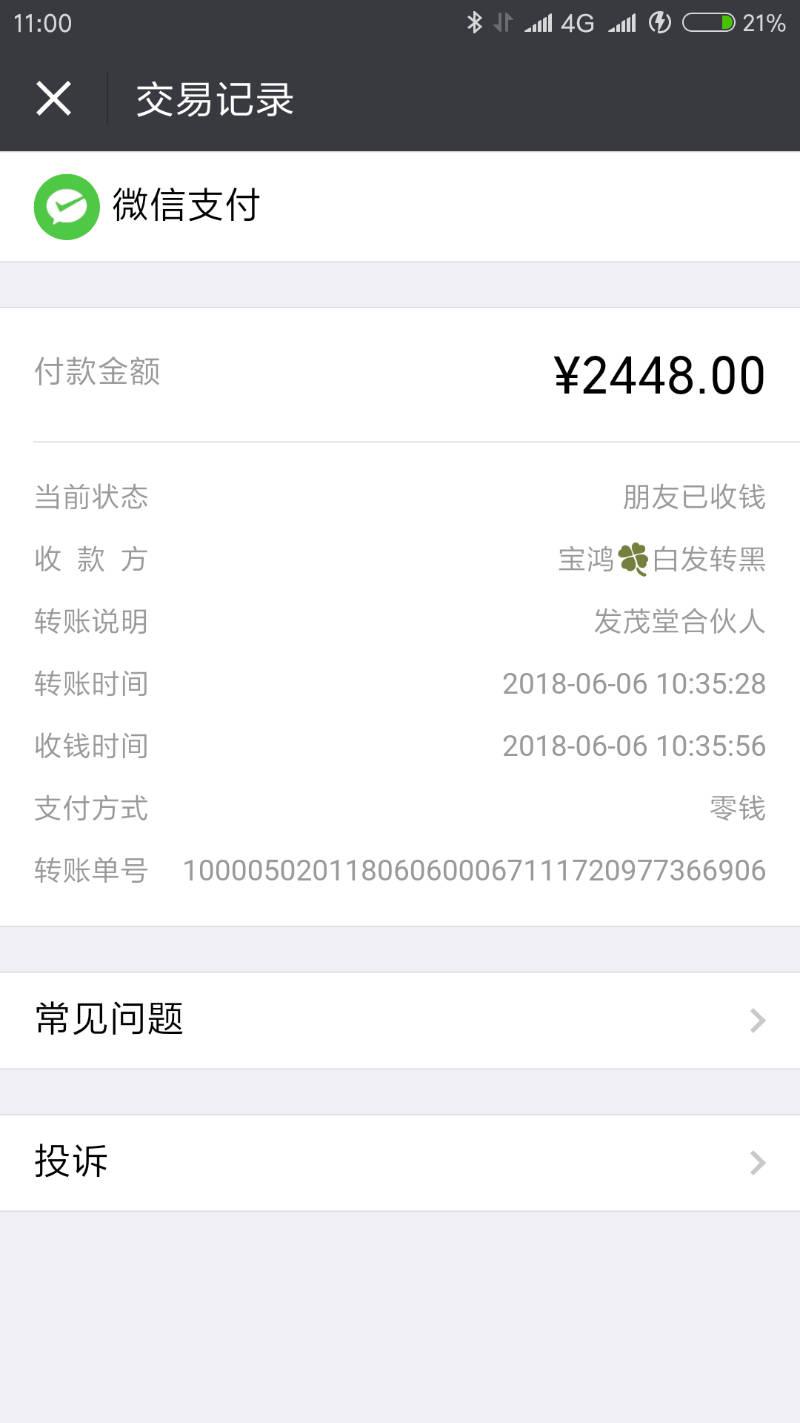 11:00 4G 21%
交易记录
微信支付
付款金额 ¥2448.00
当前状态 朋友已收钱
收款方 宝鸿🍀白发转黑
转账说明 发茂堂合伙人
转账时间 2018-06-06 10:35:28
收钱时间 2018-06-06 10:35:56
支付方式 零钱
转账单号 100005020118060600067111720977366906
常见问题
投诉